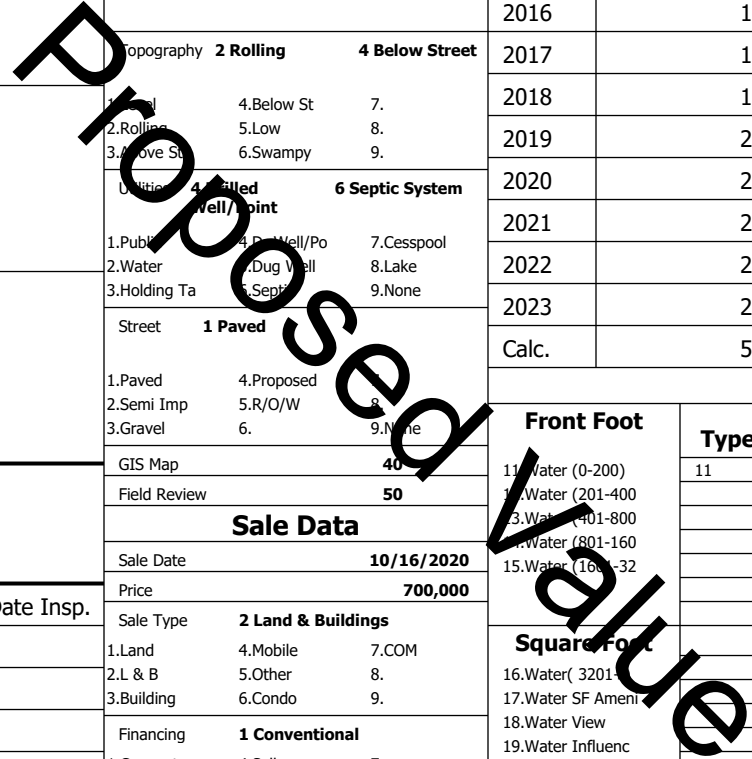 Topography 2 Rolling 4 Below Street
4.Below St 7.
2.Rolling 5.Low 8.
3.Above St 6.Swampy 9.
Utilities 4 Drilled 6 Septic System
Well/Point
1.Public 4.Dr Well/Po 7.Cesspool
2.Water 5.Dug Well 8.Lake
3.Holding Ta 6.Septic 9.None
Street 1 Paved
1.Paved 4.Proposed
2.Semi Imp 5.R/O/W 8.
3.Gravel 6. 9.None
GIS Map 40
Field Review 50
Sale Data
Sale Date 10/16/2020
Price 700,000
Sale Type 2 Land & Buildings
1.Land 4.Mobile 7.COM
2.L & B 5.Other 8.
3.Building 6.Condo 9.
Financing 1 Conventional
Date Insp.
2016 1
2017 1
2018 1
2019 2
2020 2
2021 2
2022 2
2023 2
Calc. 5
Front Foot
Type
11.Water (0-200) 11
12.Water (201-400
13.Water (401-800
14.Water (801-160
15.Water (1601-32
Square Foot
16.Water( 3201-
17.Water SF Ameni
18.Water View
19.Water Influenc
Proposed Value